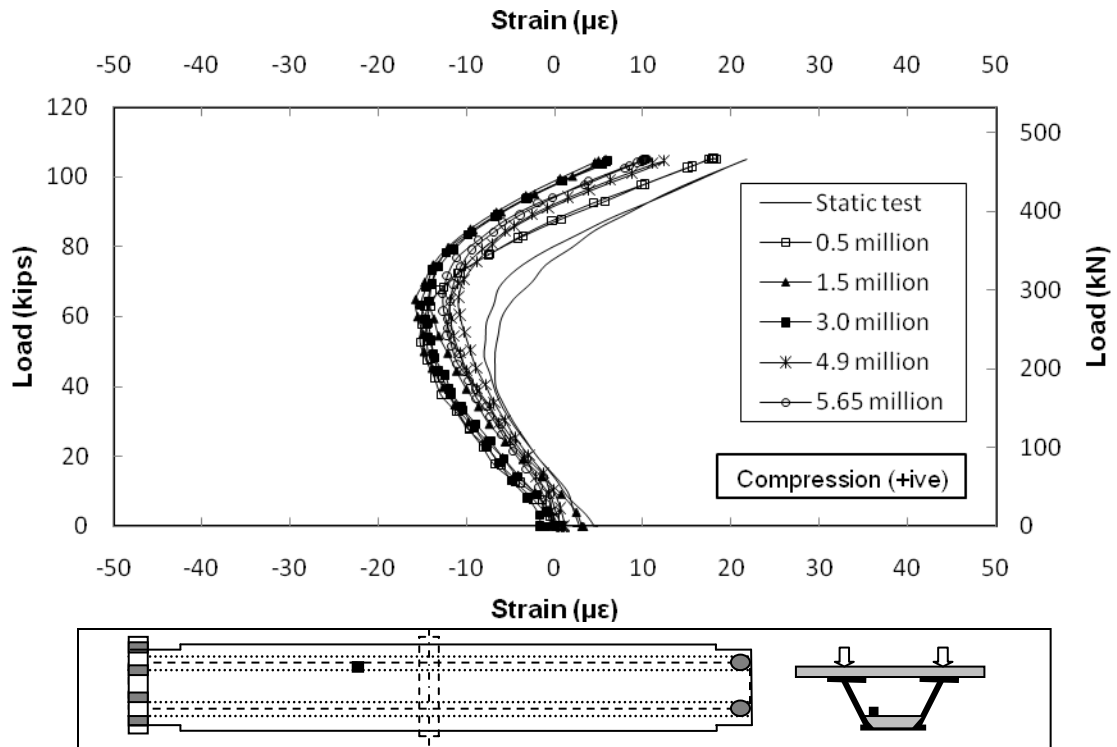 Strain (µε)
-50 -40 -30 -20 -10 0 10 20 30 40 50
120
100
80
60
40
20
0
Load (kips)
500
400
300
200
100
0
Load (kN)
Static test
0.5 million
1.5 million
3.0 million
4.9 million
5.65 million
Compression (+ive)
-50 -40 -30 -20 -10 0 10 20 30 40 50
Strain (µε)